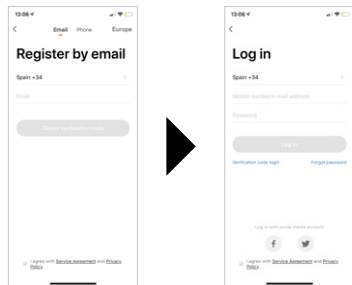 13:06
Email Phone Europe
Register by email
Spain +34
Email
Obtain verification code
I agree with Service Agreement and Privacy
Policy
13:06
Log in
Spain +34
Mobile number/e-mail address
Password
Log in
Verification code login Forgot password
Log in with social media account
I agree with Service Agreement and Privacy
Policy